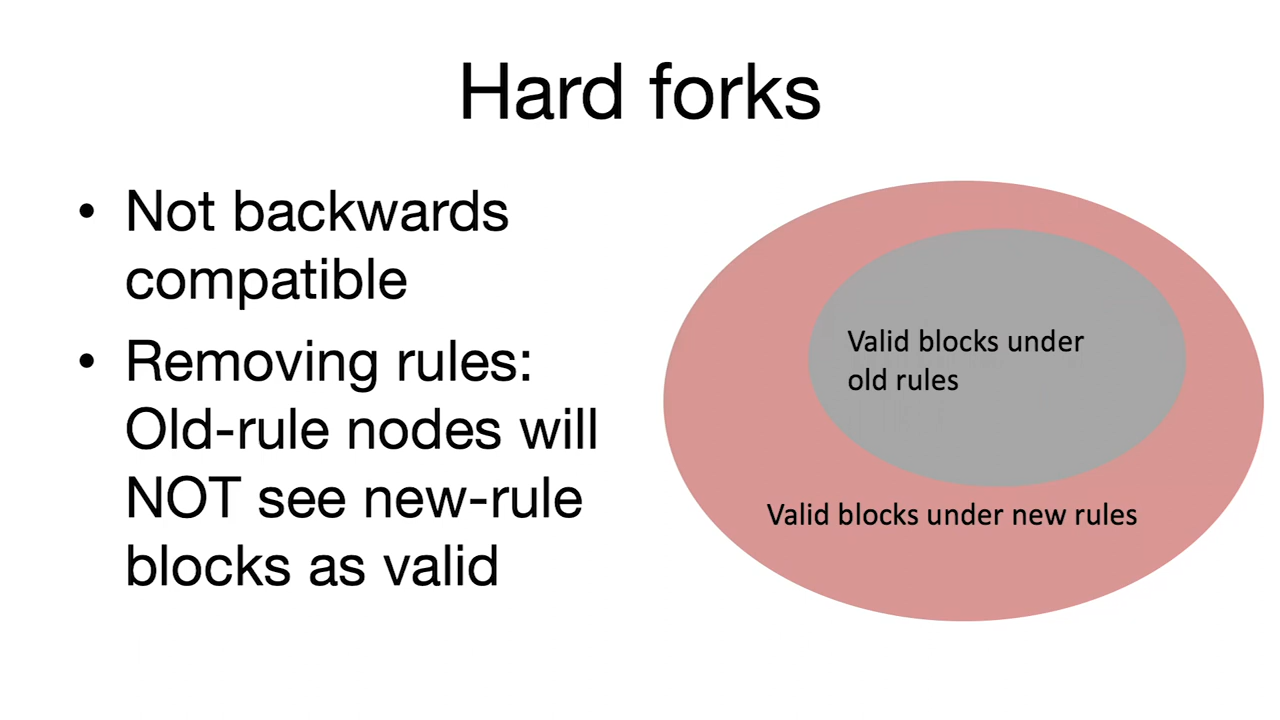 Hard forks
• Not backwards
compatible
• Removing rules:
Old-rule nodes will
NOT see new-rule
blocks as valid
Valid blocks under
old rules
Valid blocks under new rules